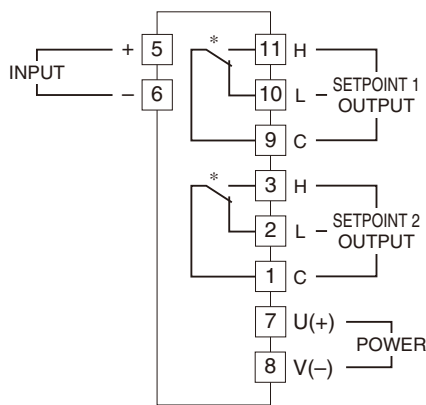 INPUT
+ 5
– 6
*
11 H
10 L
9 C
SETPOINT 1
OUTPUT
*
3 H
2 L
1 C
SETPOINT 2
OUTPUT
7 U(+)
8 V(–)
POWER